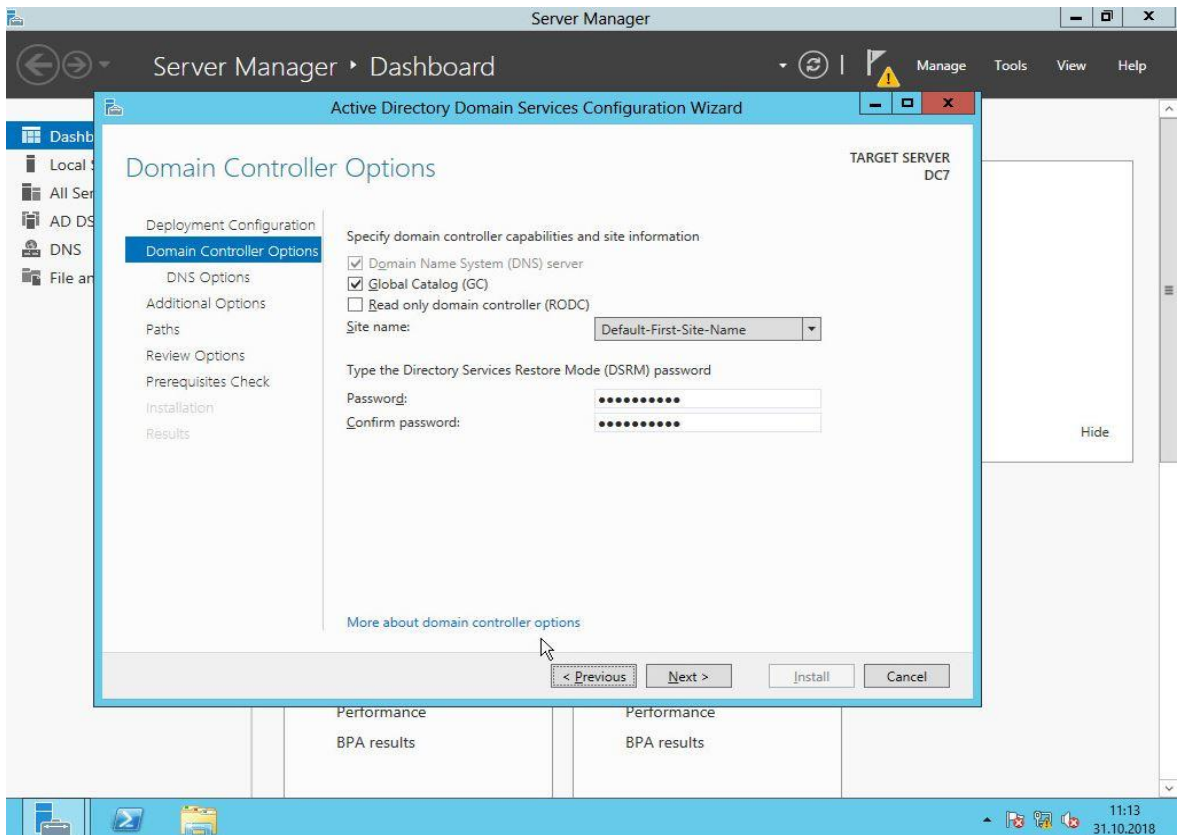 Server Manager
Server Manager • Dashboard
Manage Tools View Help
Active Directory Domain Services Configuration Wizard
Domain Controller Options
TARGET SERVER
DC7
Dashb
Local S
All Ser
AD DS
DNS
File an
Deployment Configuration
Domain Controller Options
DNS Options
Additional Options
Paths
Review Options
Prerequisites Check
Installation
Results
Specify domain controller capabilities and site information
Domain Name System (DNS) server
Global Catalog (GC)
Read only domain controller (RODC)
Site name: Default-First-Site-Name
Type the Directory Services Restore Mode (DSRM) password
Password: ••••••••••
Confirm password: ••••••••••
More about domain controller options
< Previous Next > Install Cancel
Hide
Performance Performance
BPA results BPA results
11:13
31.10.2018